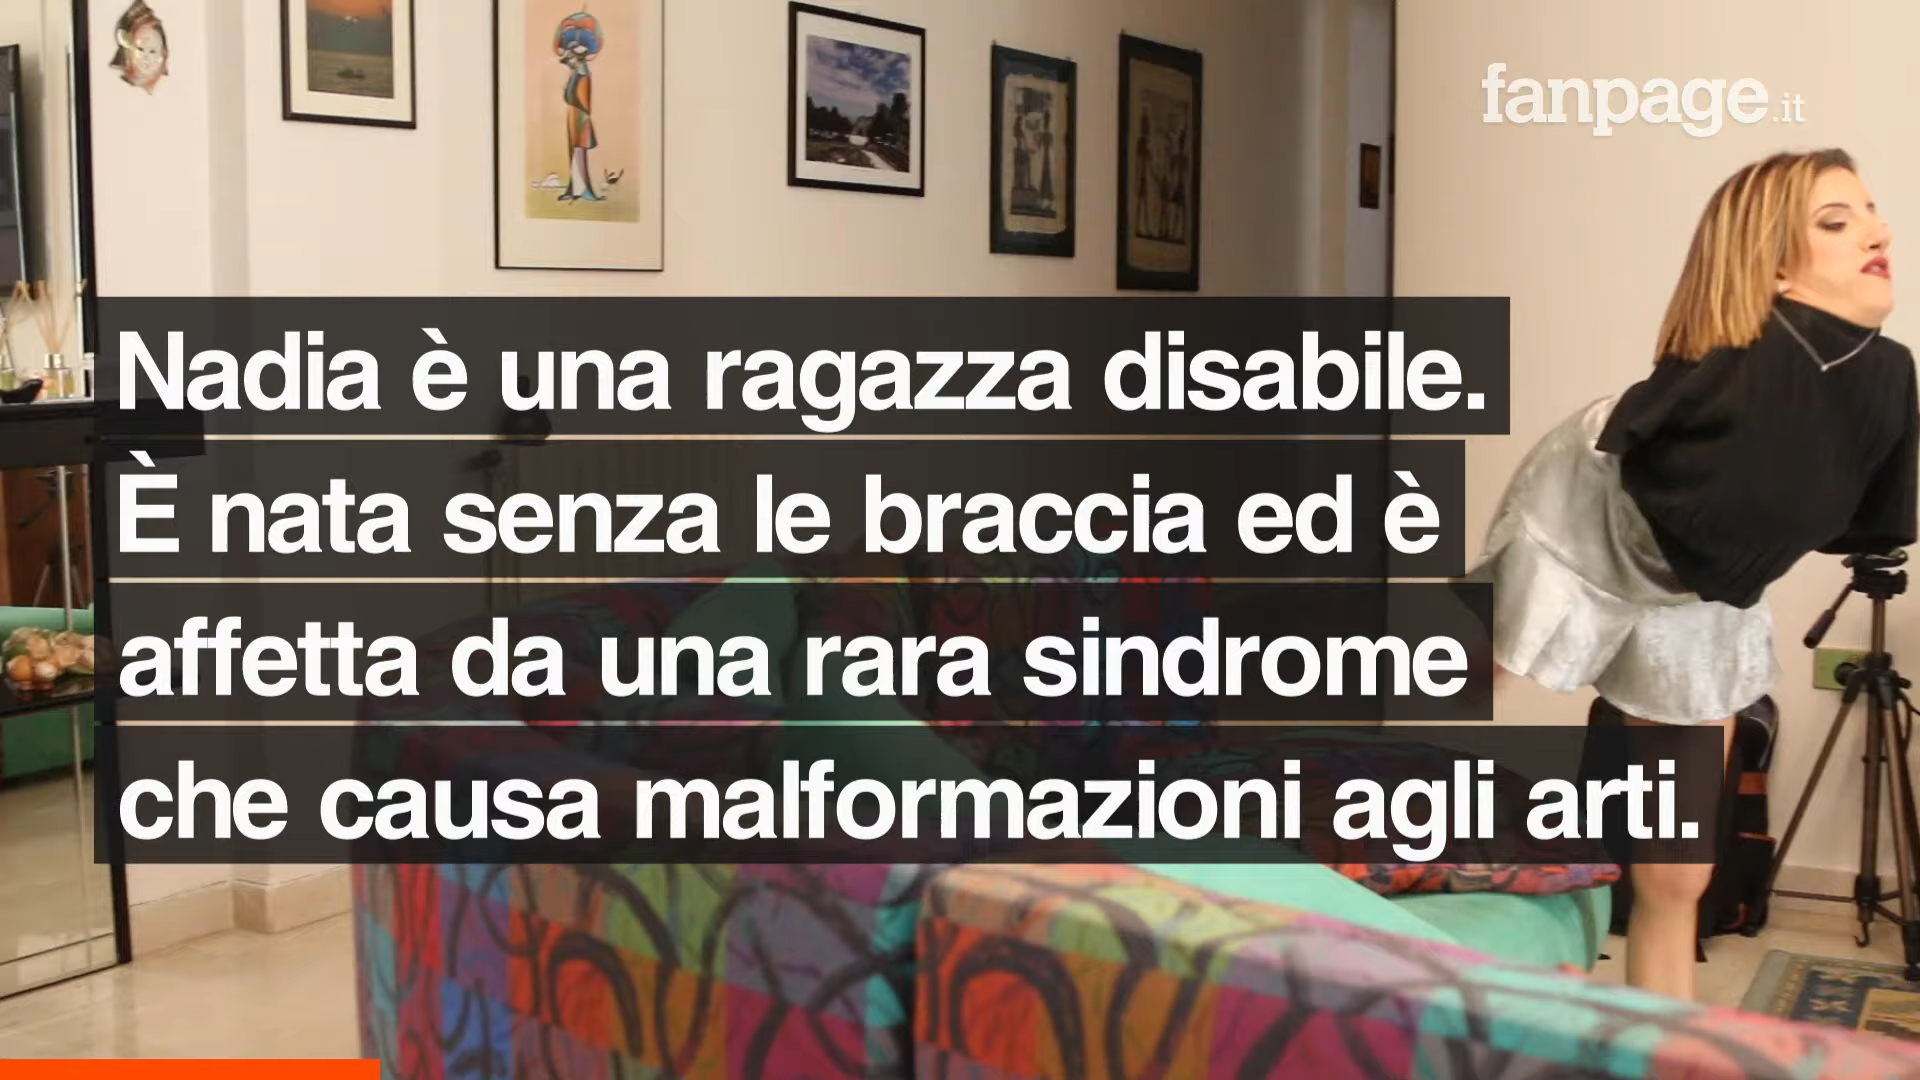 fanpage.it
Nadia è una ragazza disabile.
È nata senza le braccia ed è
affetta da una rara sindrome
che causa malformazioni agli arti.